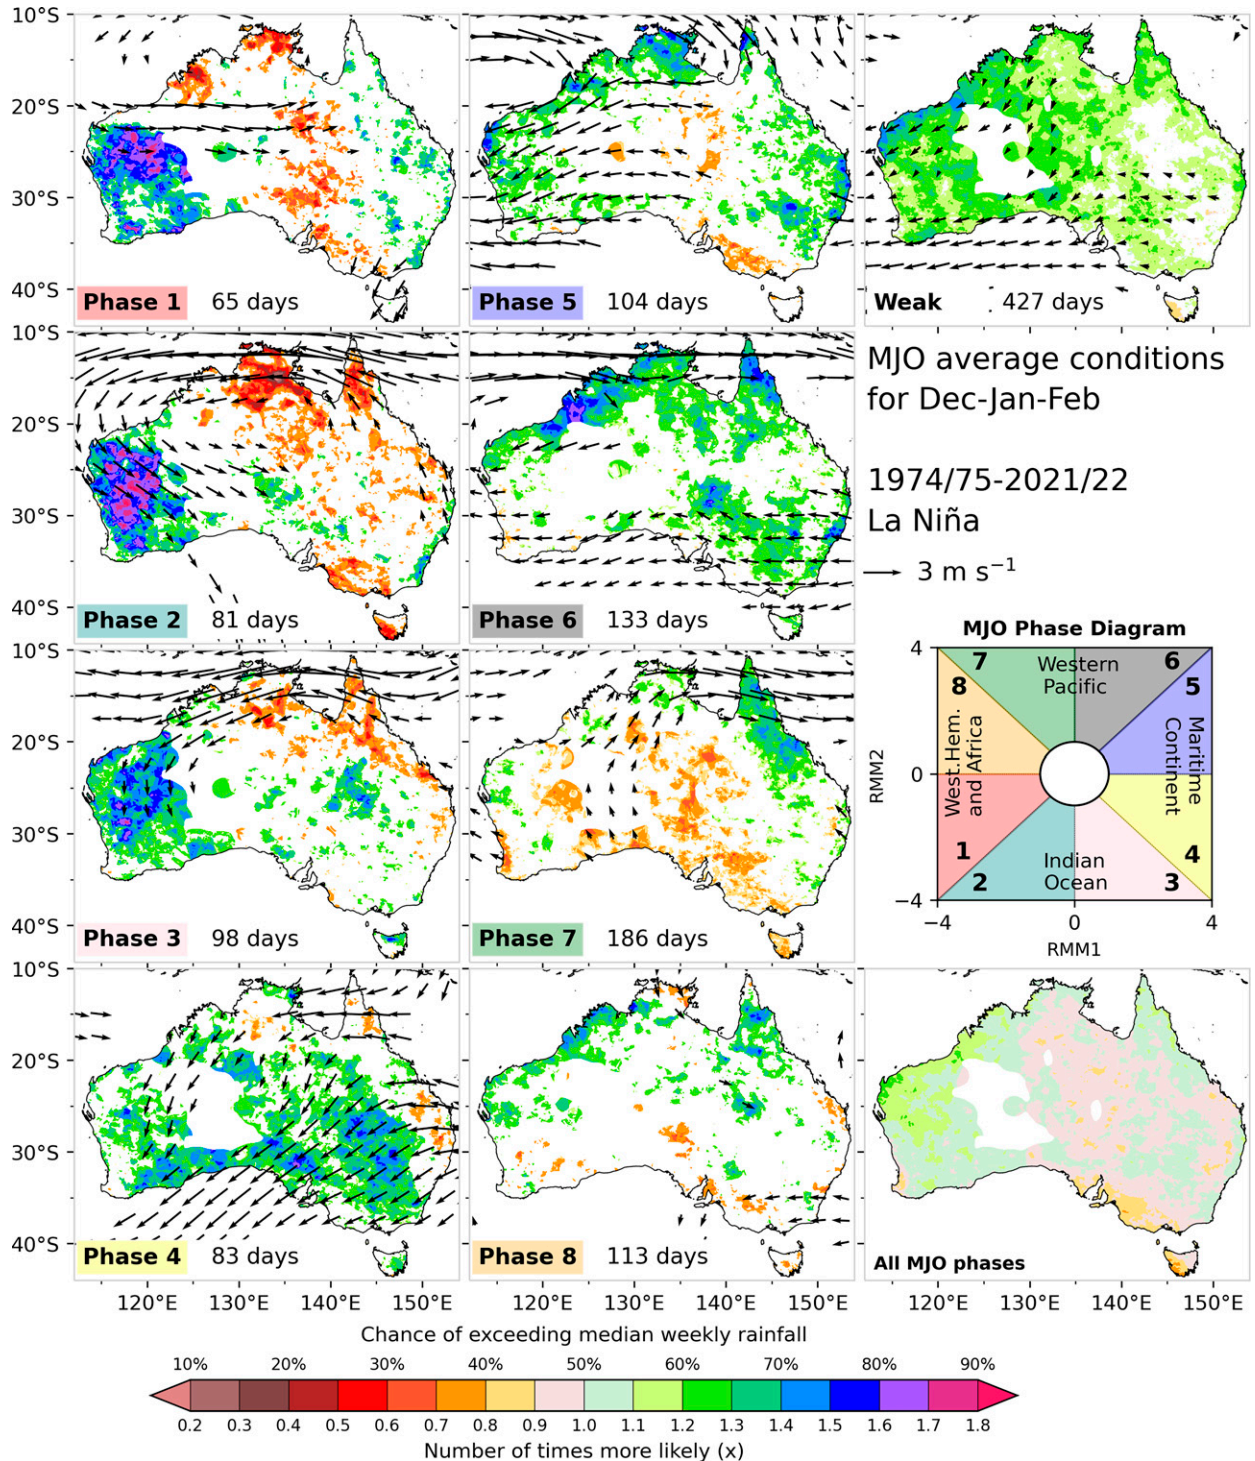 10°S
20°S
30°S
40°S
Phase 1 65 days
Phase 5 104 days
Weak 427 days
120°E 130°E 140°E 150°E
10°S
20°S
30°S
40°S
Phase 2 81 days
Phase 6 133 days
MJO average conditions
for Dec-Jan-Feb
1974/75-2021/22
La Niña
3 m s⁻¹
10°S
20°S
30°S
40°S
Phase 3 98 days
Phase 7 186 days
MJO Phase Diagram
4
0
−4
−4 0 4
RMM2
RMM1
7
Western
Pacific
6
8
5
West.Hem.
and Africa
Maritime
Continent
1
4
2
Indian
Ocean
3
10°S
20°S
30°S
40°S
Phase 4 83 days
Phase 8 113 days
All MJO phases
120°E 130°E 140°E 150°E
120°E 130°E 140°E 150°E
120°E 130°E 140°E 150°E
Chance of exceeding median weekly rainfall
10% 20% 30% 40% 50% 60% 70% 80% 90%
0.2 0.3 0.4 0.5 0.6 0.7 0.8 0.9 1.0 1.1 1.2 1.3 1.4 1.5 1.6 1.7 1.8
Number of times more likely (x)